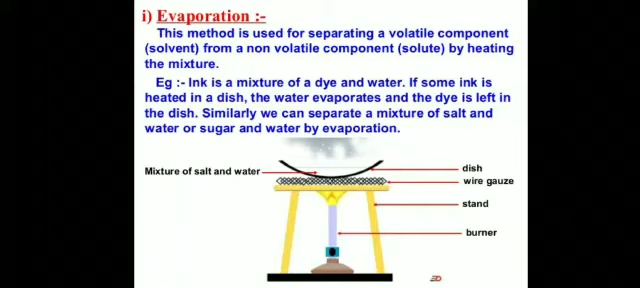 i) Evaporation :-
This method is used for separating a volatile component
(solvent) from a non volatile component (solute) by heating
the mixture.
Eg :- Ink is a mixture of a dye and water. If some ink is
heated in a dish, the water evaporates and the dye is left in
the dish. Similarly we can separate a mixture of salt and
water or sugar and water by evaporation.
Mixture of salt and water
dish
wire gauze
stand
burner